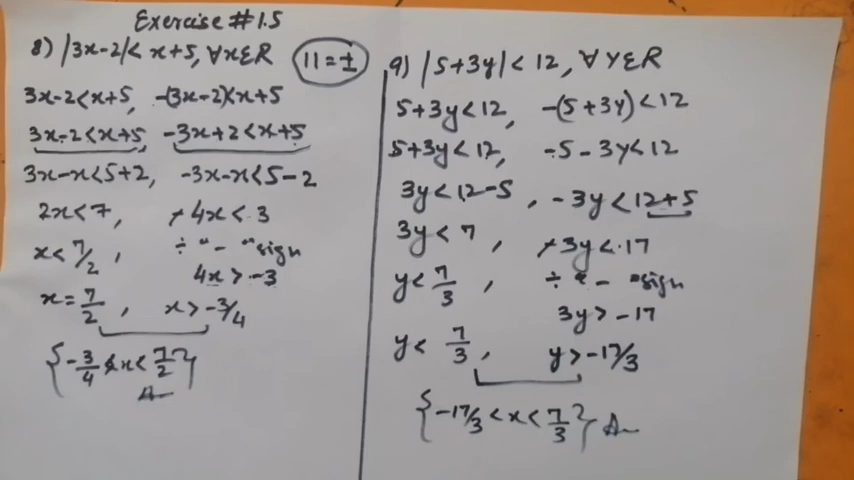 Exercise #1.5
8) |3x-2|< x+5, ∀xεR
|| = ±
3x-2<x+5, -(3x-2)<x+5
3x-2<x+5, -3x+2<x+5
3x-x<5+2, -3x-x<5-2
2x<7, -4x<3
x<7/2, ÷ "-" sign
4x>-3
x=7/2, x>-3/4
{-3/4<x<7/2}
Ans
9) |5+3y|<12, ∀yεR
5+3y<12, -(5+3y)<12
5+3y<12, -5-3y<12
3y<12-5, -3y<12+5
3y<7, -3y<17
y<7/3, ÷ "-" sign
3y>-17
y<7/3, y>-17/3
{-17/3<x<7/3} Ans